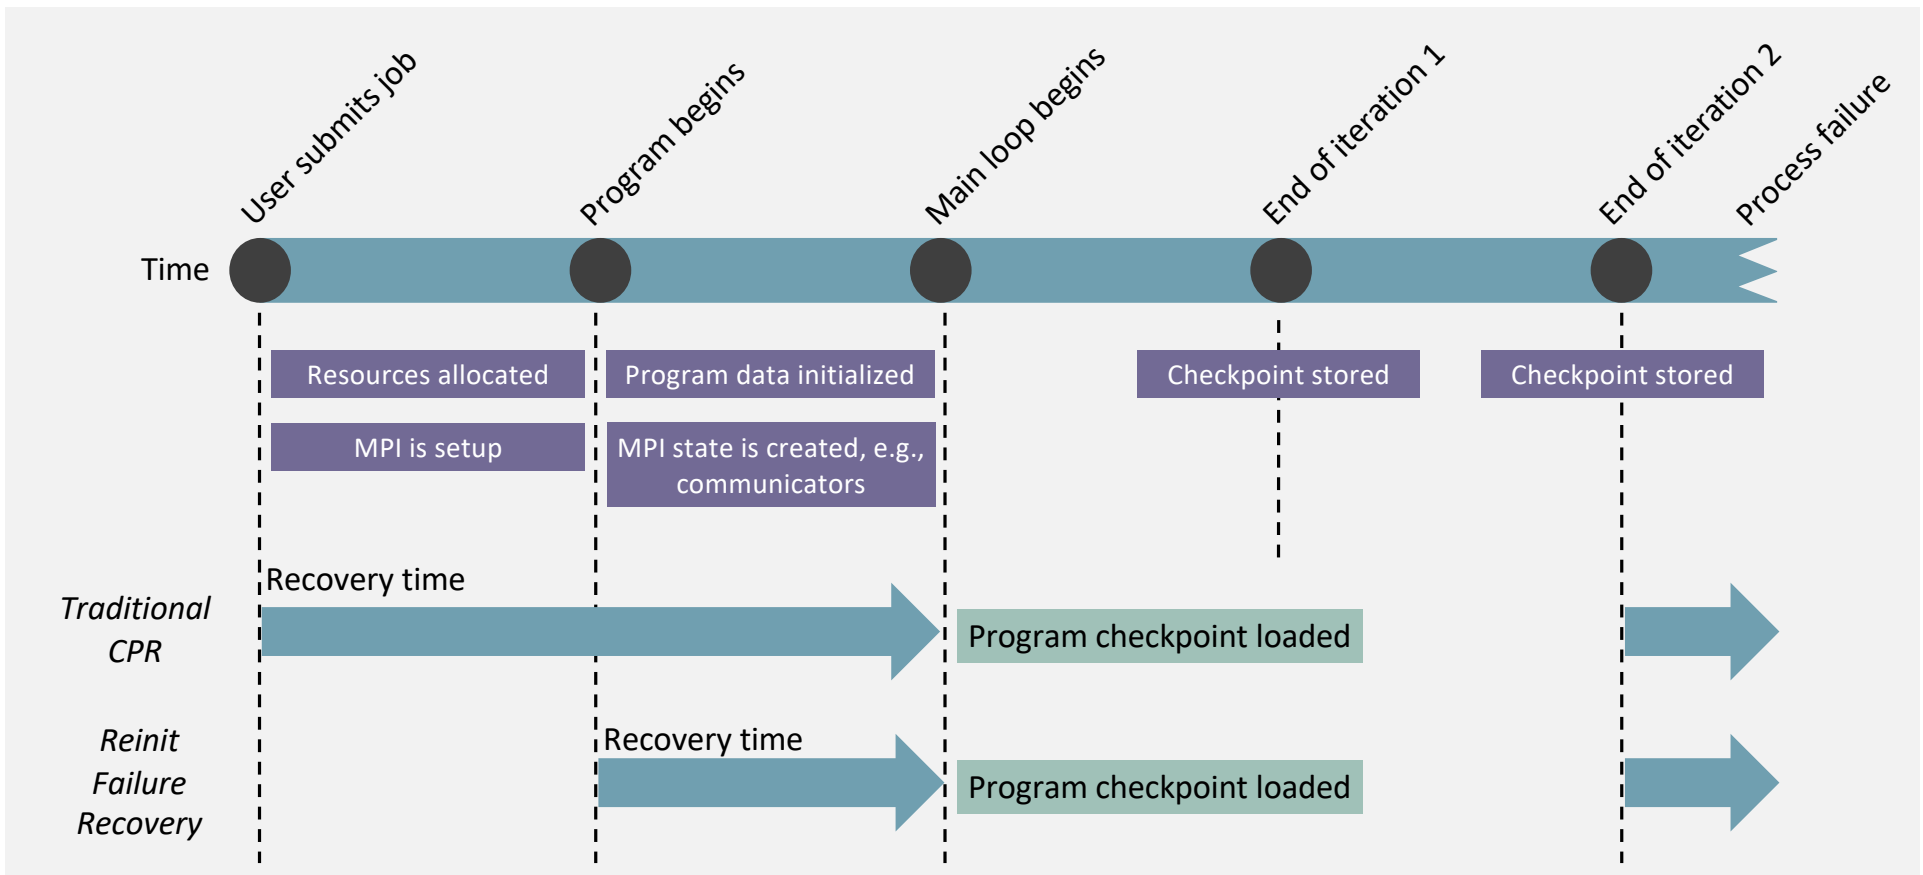 User submits job
Program begins
Main loop begins
End of iteration 1
End of iteration 2
Process failure
Time
Resources allocated
Program data initialized
Checkpoint stored
Checkpoint stored
MPI is setup
MPI state is created, e.g.,
communicators
Recovery time
Traditional
CPR
Program checkpoint loaded
Recovery time
Reinit
Failure
Recovery
Program checkpoint loaded